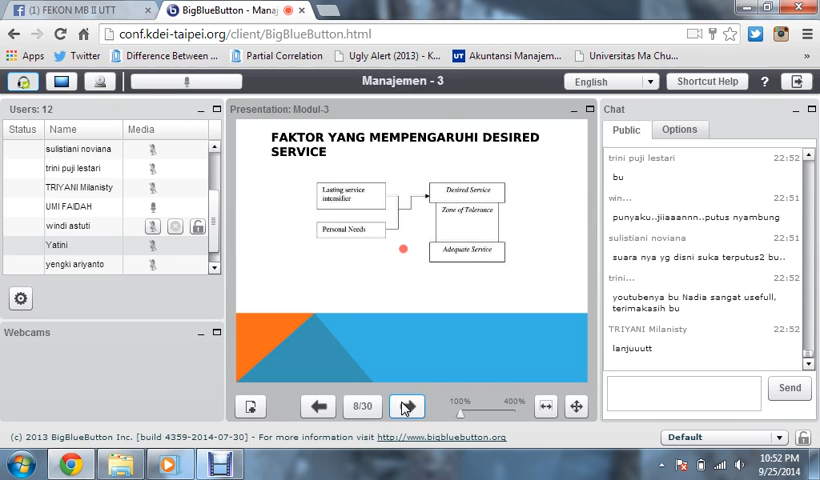 (1) FEKON MB II UTT
BigBlueButton - Manaj
conf.kdei-taipei.org/client/BigBlueButton.html
Apps
Twitter
Difference Between ...
Partial Correlation
Ugly Alert (2013) - K...
UT
Akuntansi Manajem...
Universitas Ma Chu...
Manajemen - 3
English
Shortcut Help
?
Users: 12
Status
Name
Media
sulistiani noviana
trini puji lestari
TRIYANI Milanisty
UMI FAIDAH
windi astuti
Yatini
yengki ariyanto
Webcams
Presentation: Modul-3
FAKTOR YANG MEMPENGARUHI DESIRED
SERVICE
Lasting service
intensifier
Personal Needs
Desired Service
Zone of Tolerance
Adequate Service
8/30
100%
400%
Chat
Public
Options
trini puji lestari 22:52
bu
win... 22:51
punyaku..jiiaaannn..putus nyambung
sulistiani noviana 22:51
suara nya yg disni suka terputus2 bu..
trini... 22:52
youtubenya bu Nadia sangat usefull,
terimakasih bu
TRIYANI Milanisty 22:52
lanjuuutt
Send
(c) 2013 BigBlueButton Inc. [build 4359-2014-07-30] - For more information visit http://www.bigbluebutton.org
Default
10:52 PM
9/25/2014